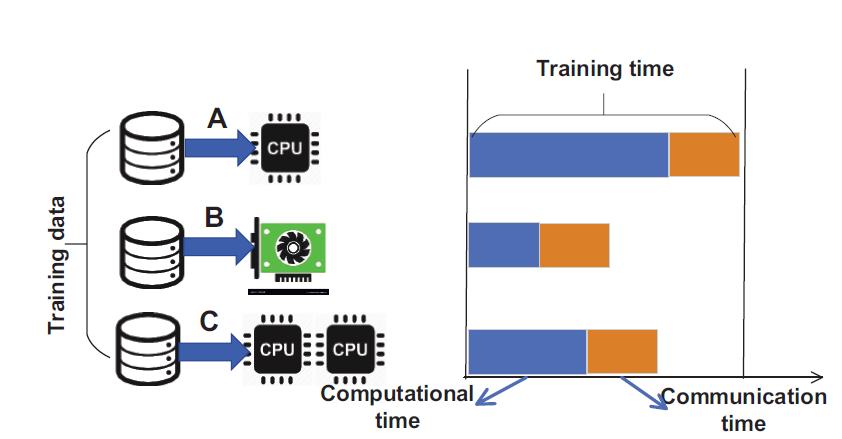 Training time
A
CPU
B
Training data
C
CPU
CPU
Computational
time
Communication
time